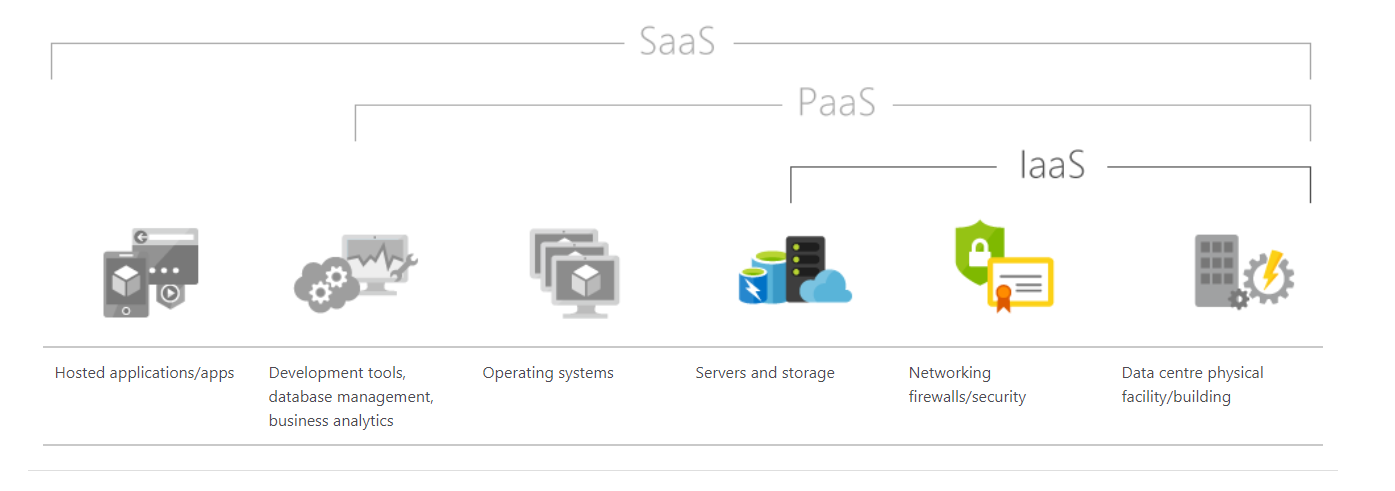 SaaS
PaaS
IaaS
Hosted applications/apps
Development tools,
database management,
business analytics
Operating systems
Servers and storage
Networking
firewalls/security
Data centre physical
facility/building